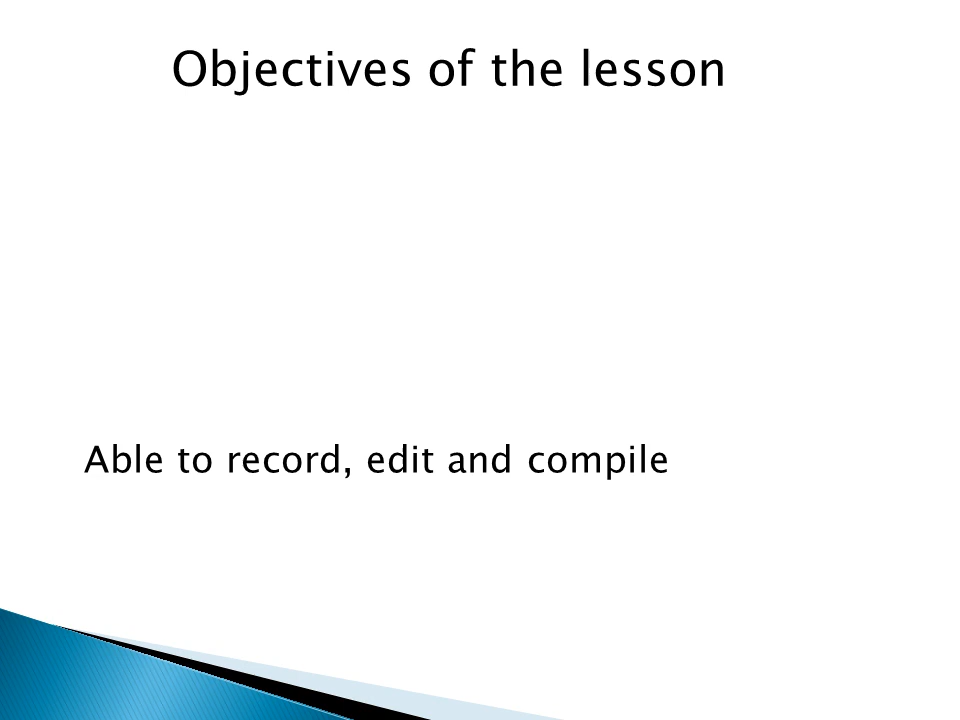 Objectives of the lesson
Able to record, edit and compile